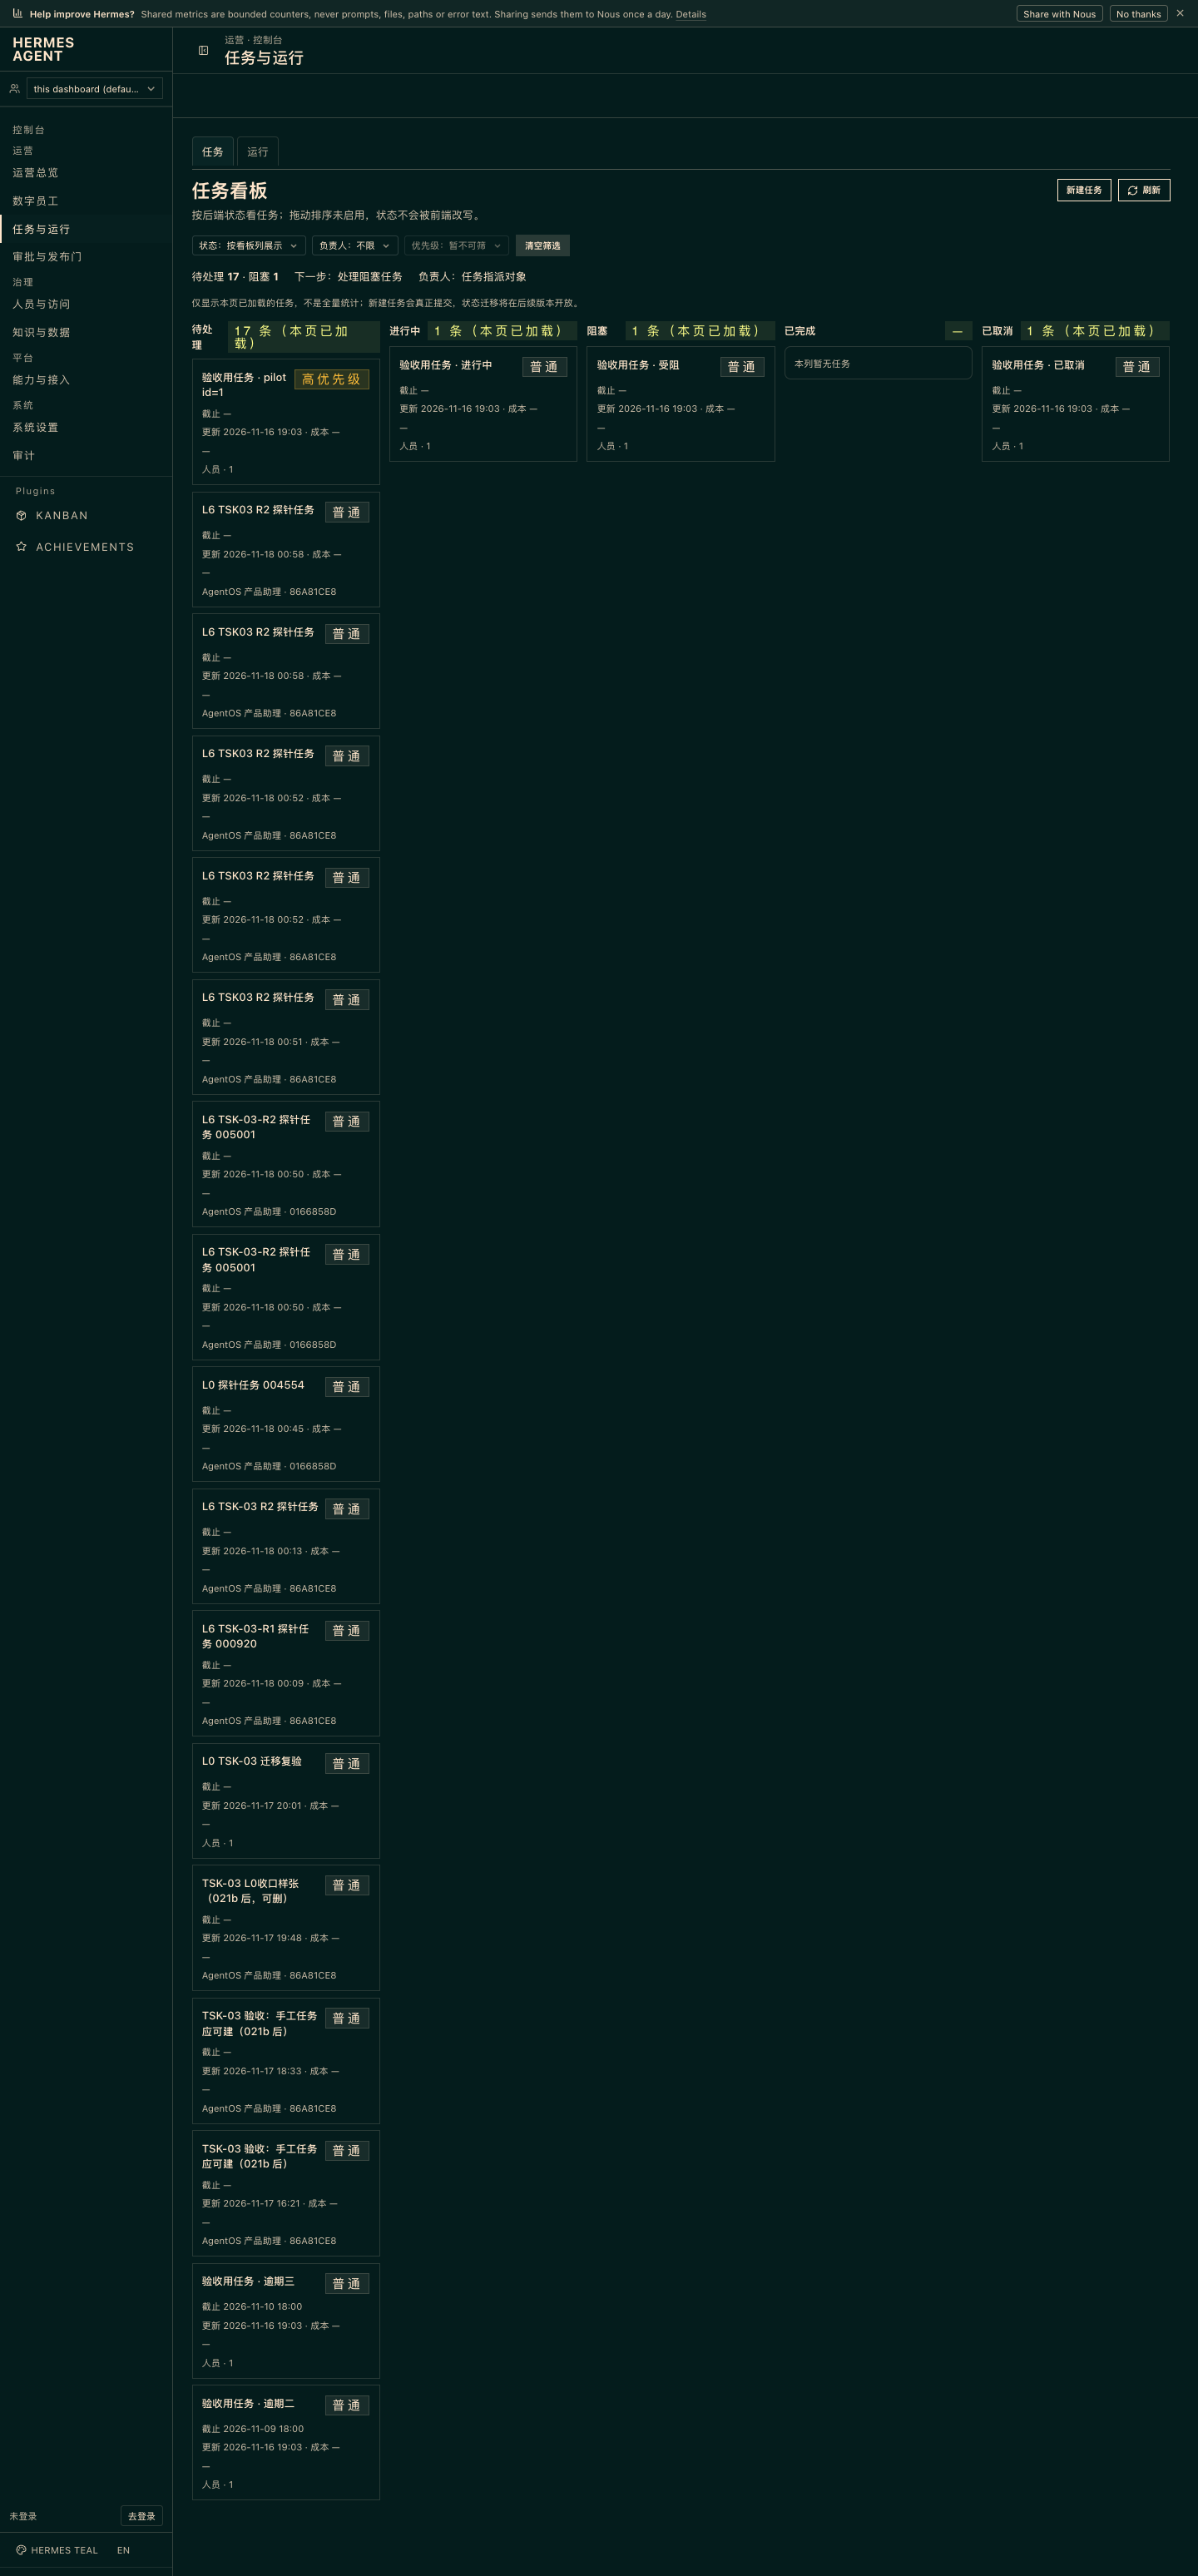 Help improve Hermes? Shared metrics are bounded counters, never prompts, files, paths or error text. Sharing sends them to Nous once a day. Details
Share with Nous
No thanks
HERMES
AGENT
this dashboard (defau...
控制台
运营
运营总览
数字员工
任务与运行
审批与发布门
治理
人员与访问
知识与数据
平台
能力与接入
系统
系统设置
审计
Plugins
KANBAN
ACHIEVEMENTS
未登录
去登录
HERMES TEAL
EN
运营 · 控制台
任务与运行
任务
运行
任务看板
新建任务
刷新
按后端状态看任务；拖动排序未启用，状态不会被前端改写。
状态：按看板列展示
负责人：不限
优先级：暂不可筛
清空筛选
待处理 17 · 阻塞 1 下一步：处理阻塞任务 负责人：任务指派对象
仅显示本页已加载的任务，不是全量统计；新建任务会真正提交，状态迁移将在后续版本开放。
待处
理
17 条（本页已加
载）
验收用任务 · pilot
id=1
高优先级
截止 —
更新 2026-11-16 19:03 · 成本 —
—
人员 · 1
L6 TSK03 R2 探针任务
普通
截止 —
更新 2026-11-18 00:58 · 成本 —
—
AgentOS 产品助理 · 86A81CE8
L6 TSK03 R2 探针任务
普通
截止 —
更新 2026-11-18 00:58 · 成本 —
—
AgentOS 产品助理 · 86A81CE8
L6 TSK03 R2 探针任务
普通
截止 —
更新 2026-11-18 00:52 · 成本 —
—
AgentOS 产品助理 · 86A81CE8
L6 TSK03 R2 探针任务
普通
截止 —
更新 2026-11-18 00:52 · 成本 —
—
AgentOS 产品助理 · 86A81CE8
L6 TSK03 R2 探针任务
普通
截止 —
更新 2026-11-18 00:51 · 成本 —
—
AgentOS 产品助理 · 86A81CE8
L6 TSK-03-R2 探针任
务 005001
普通
截止 —
更新 2026-11-18 00:50 · 成本 —
—
AgentOS 产品助理 · 0166858D
L6 TSK-03-R2 探针任
务 005001
普通
截止 —
更新 2026-11-18 00:50 · 成本 —
—
AgentOS 产品助理 · 0166858D
L0 探针任务 004554
普通
截止 —
更新 2026-11-18 00:45 · 成本 —
—
AgentOS 产品助理 · 0166858D
L6 TSK-03 R2 探针任务
普通
截止 —
更新 2026-11-18 00:13 · 成本 —
—
AgentOS 产品助理 · 86A81CE8
L6 TSK-03-R1 探针任
务 000920
普通
截止 —
更新 2026-11-18 00:09 · 成本 —
—
AgentOS 产品助理 · 86A81CE8
L0 TSK-03 迁移复验
普通
截止 —
更新 2026-11-17 20:01 · 成本 —
—
人员 · 1
TSK-03 L0收口样张
（021b 后，可删）
普通
截止 —
更新 2026-11-17 19:48 · 成本 —
—
AgentOS 产品助理 · 86A81CE8
TSK-03 验收：手工任务
应可建（021b 后）
普通
截止 —
更新 2026-11-17 18:33 · 成本 —
—
AgentOS 产品助理 · 86A81CE8
TSK-03 验收：手工任务
应可建（021b 后）
普通
截止 —
更新 2026-11-17 16:21 · 成本 —
—
AgentOS 产品助理 · 86A81CE8
验收用任务 · 逾期三
普通
截止 2026-11-10 18:00
更新 2026-11-16 19:03 · 成本 —
—
人员 · 1
验收用任务 · 逾期二
普通
截止 2026-11-09 18:00
更新 2026-11-16 19:03 · 成本 —
—
人员 · 1
进行中
1 条（本页已加载）
验收用任务 · 进行中
普通
截止 —
更新 2026-11-16 19:03 · 成本 —
—
人员 · 1
阻塞
1 条（本页已加载）
验收用任务 · 受阻
普通
截止 —
更新 2026-11-16 19:03 · 成本 —
—
人员 · 1
已完成
—
本列暂无任务
已取消
1 条（本页已加载）
验收用任务 · 已取消
普通
截止 —
更新 2026-11-16 19:03 · 成本 —
—
人员 · 1